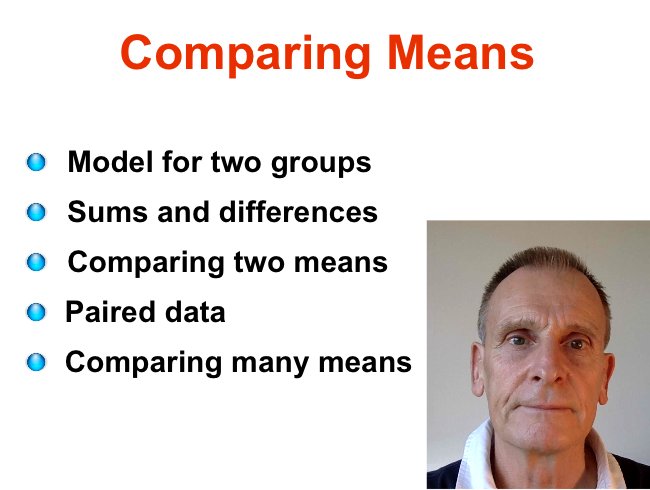 Comparing Means
Model for two groups
Sums and differences
Comparing two means
Paired data
Comparing many means